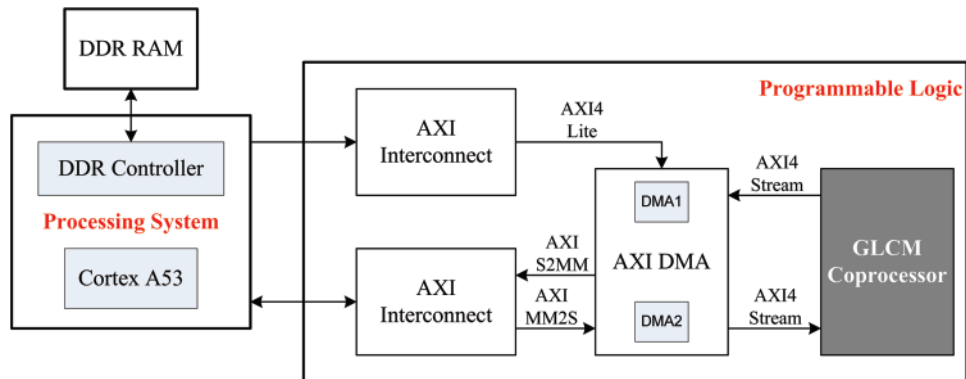 DDR RAM
DDR Controller
Processing System
Cortex A53
Programmable Logic
AXI
Interconnect
AXI4
Lite
AXI
Interconnect
AXI
S2MM
AXI
MM2S
DMA1
AXI DMA
DMA2
AXI4
Stream
AXI4
Stream
GLCM
Coprocessor